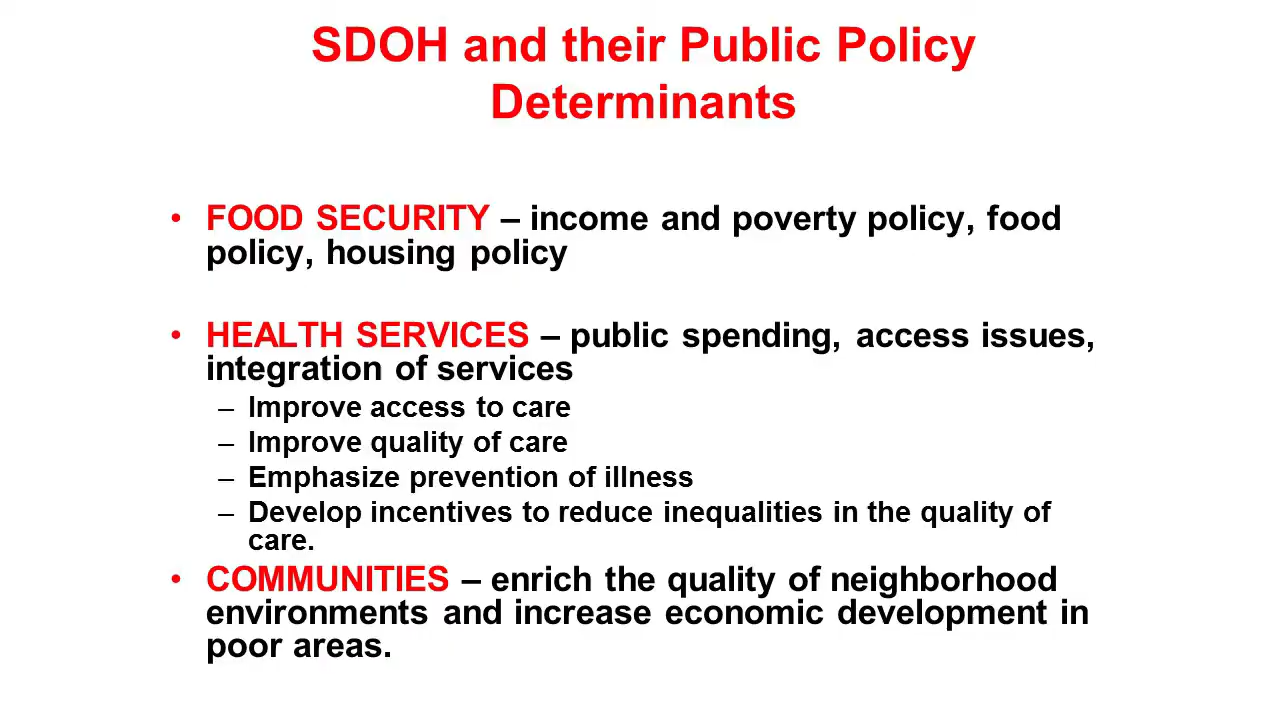 SDOH and their Public Policy
Determinants
• FOOD SECURITY – income and poverty policy, food
policy, housing policy
• HEALTH SERVICES – public spending, access issues,
integration of services
– Improve access to care
– Improve quality of care
– Emphasize prevention of illness
– Develop incentives to reduce inequalities in the quality of
care.
• COMMUNITIES – enrich the quality of neighborhood
environments and increase economic development in
poor areas.